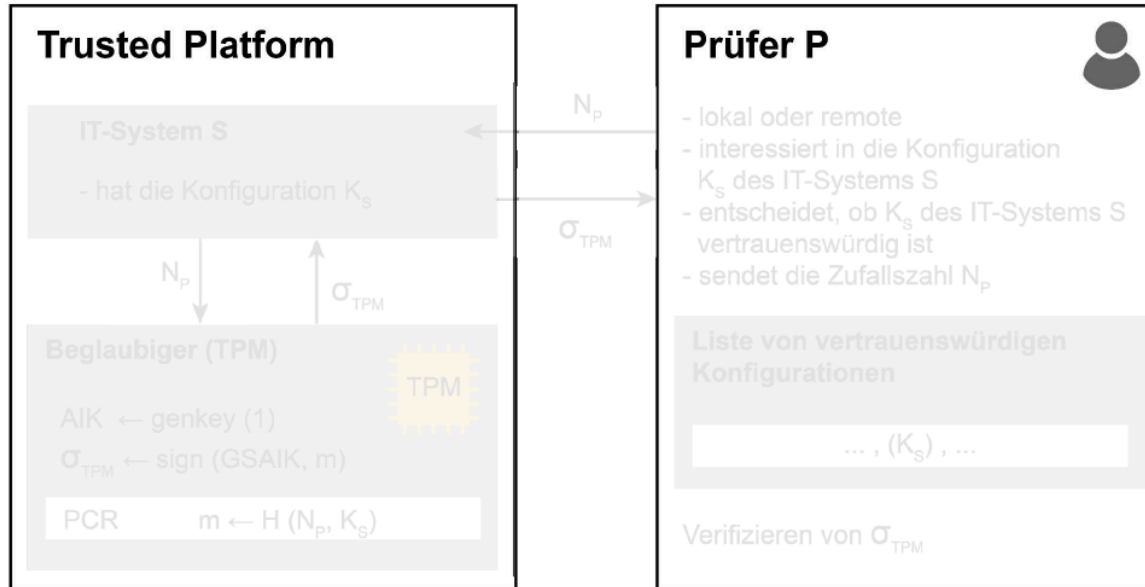 Trusted Platform
IT-System S
- hat die Konfiguration K_S
N_P
σ_TPM
Beglaubiger (TPM)
TPM
AIK ← genkey (1)
σ_TPM ← sign (GSAIK, m)
PCR m ← H (N_P, K_S)
N_P
σ_TPM
Prüfer P
- lokal oder remote
- interessiert in die Konfiguration
K_S des IT-Systems S
- entscheidet, ob K_S des IT-Systems S
vertrauenswürdig ist
- sendet die Zufallszahl N_P
Liste von vertrauenswürdigen
Konfigurationen
... , (K_S) , ...
Verifizieren von σ_TPM